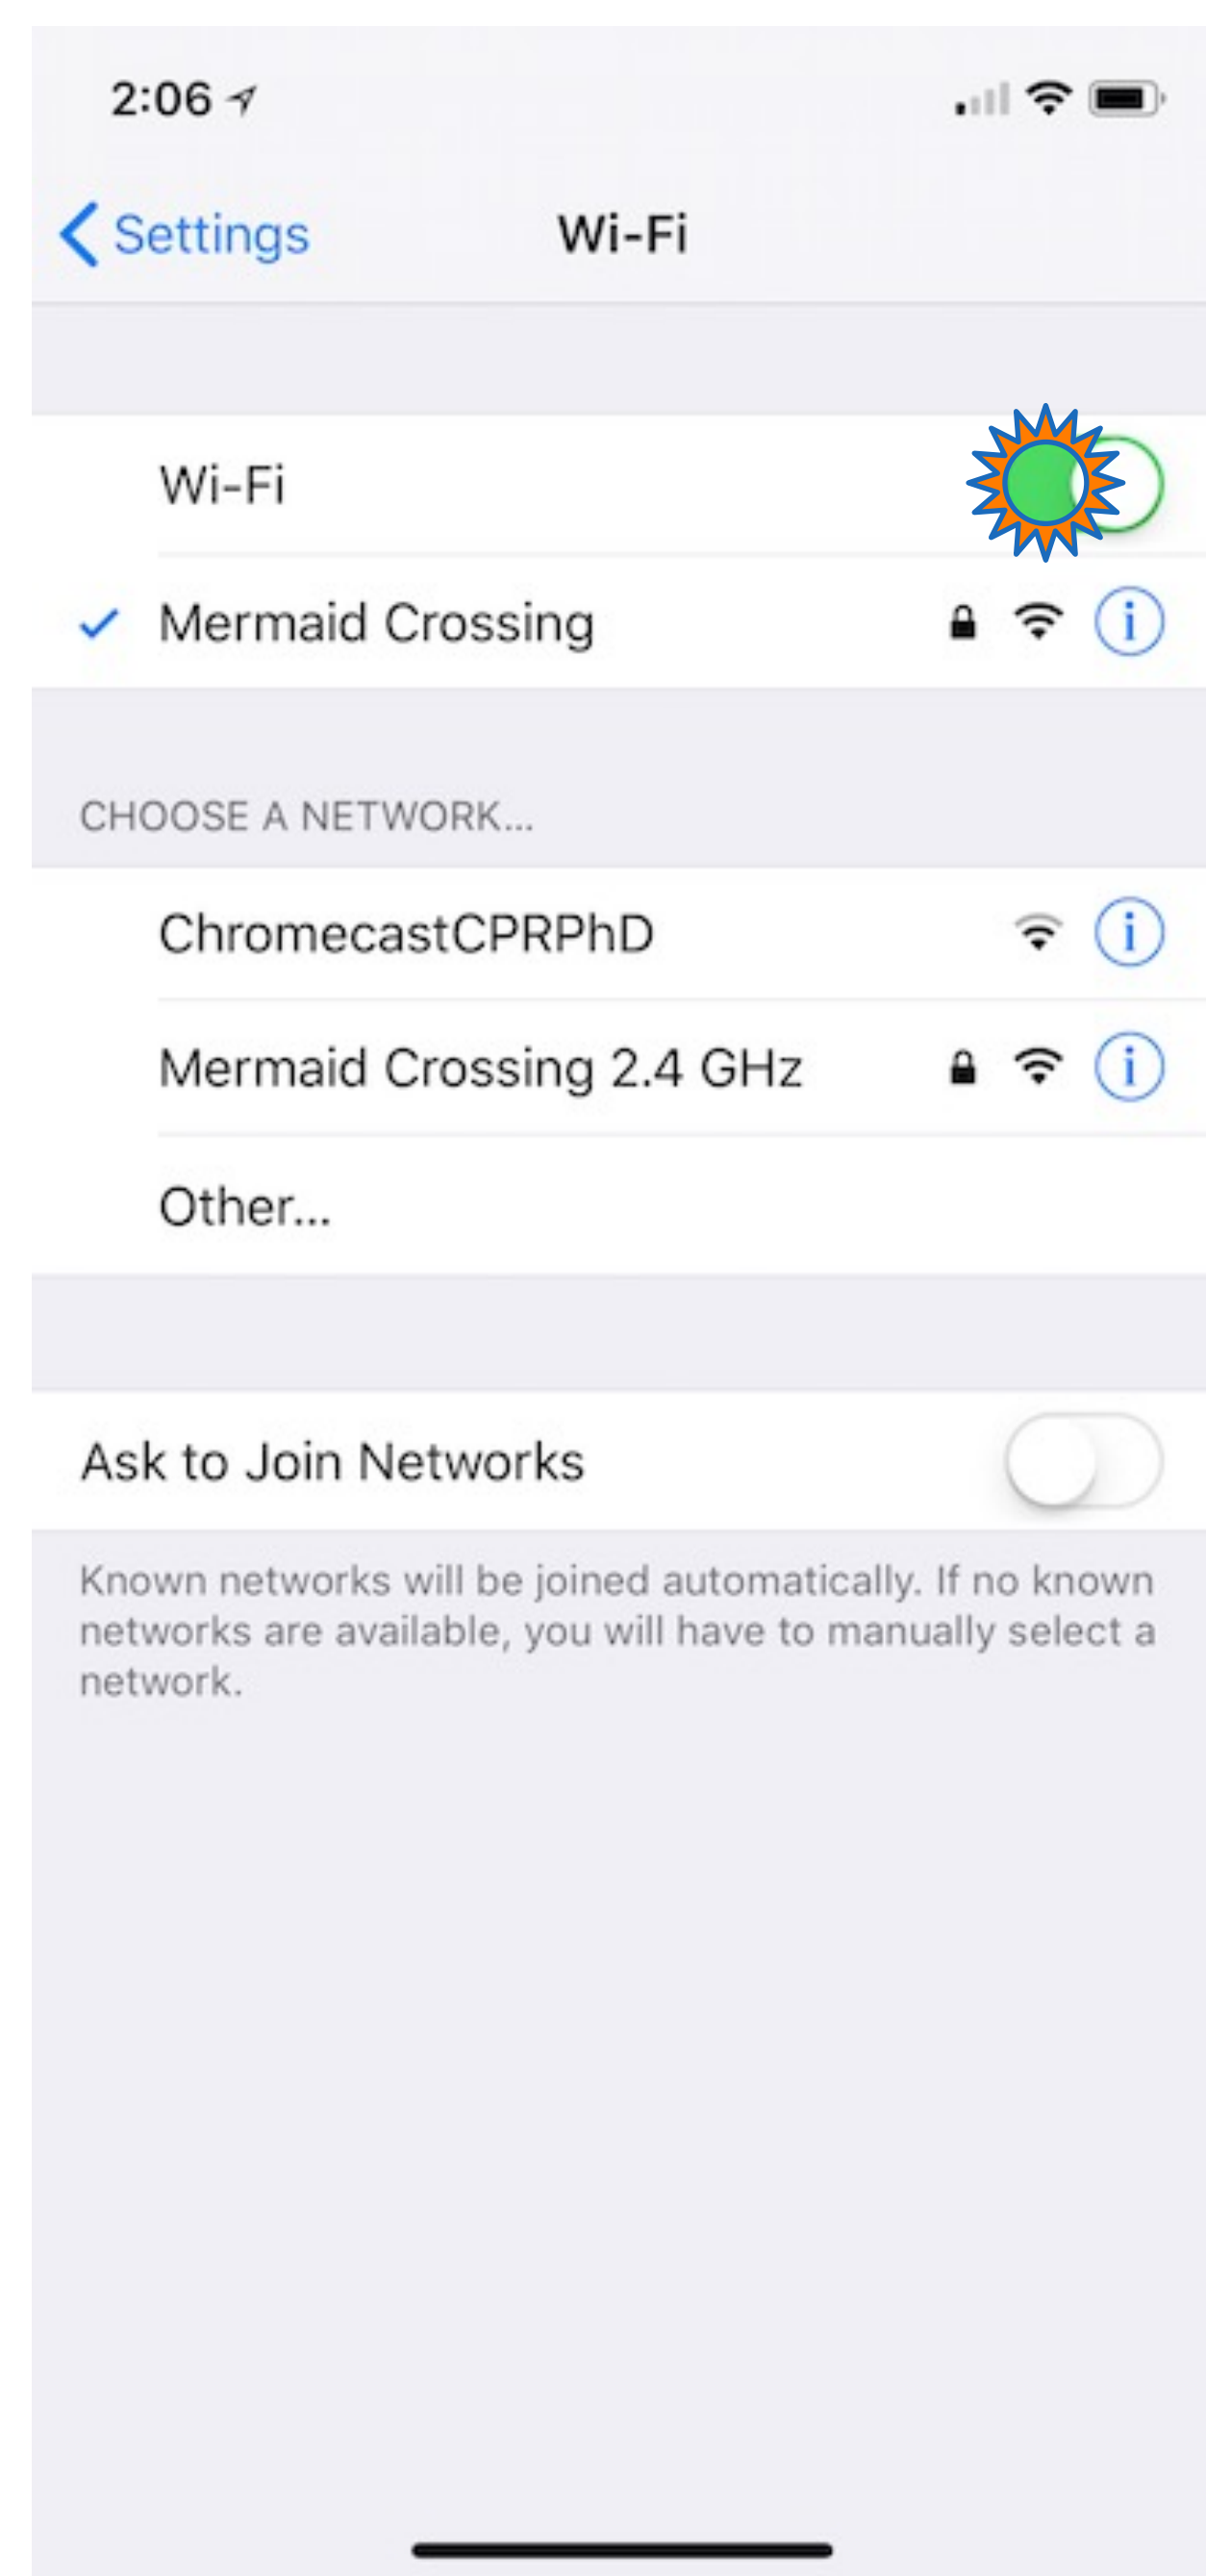 2:06
Settings
Wi-Fi
Wi-Fi
Mermaid Crossing
CHOOSE A NETWORK...
ChromecastCPRPhD
Mermaid Crossing 2.4 GHz
Other...
Ask to Join Networks
Known networks will be joined automatically. If no known
networks are available, you will have to manually select a
network.